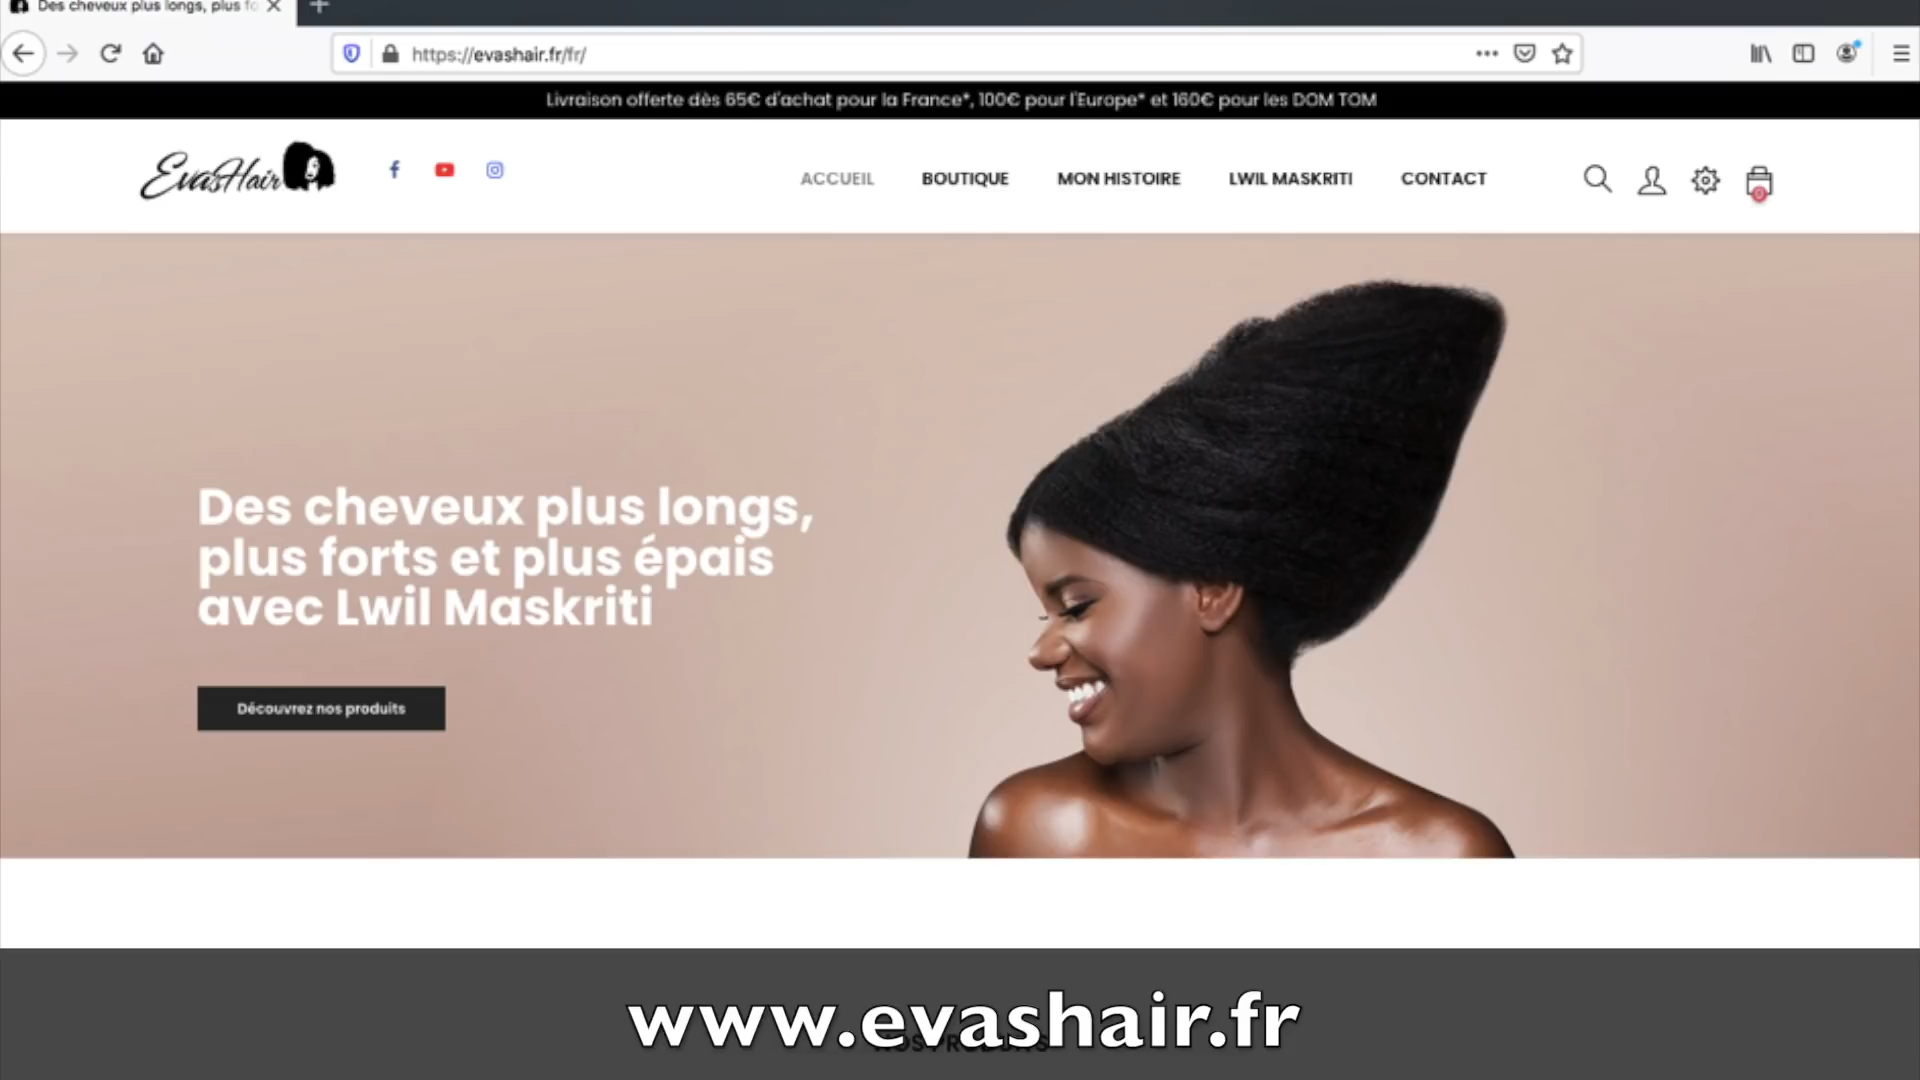 Des cheveux plus longs, plus fo
https://evashair.fr/fr/
Livraison offerte dès 65€ d'achat pour la France*, 100€ pour l'Europe* et 160€ pour les DOM TOM
EvasHair
ACCUEIL BOUTIQUE MON HISTOIRE LWIL MASKRITI CONTACT
Des cheveux plus longs,
plus forts et plus épais
avec Lwil Maskriti
Découvrez nos produits
www.evashair.fr
NOS PRODUITS